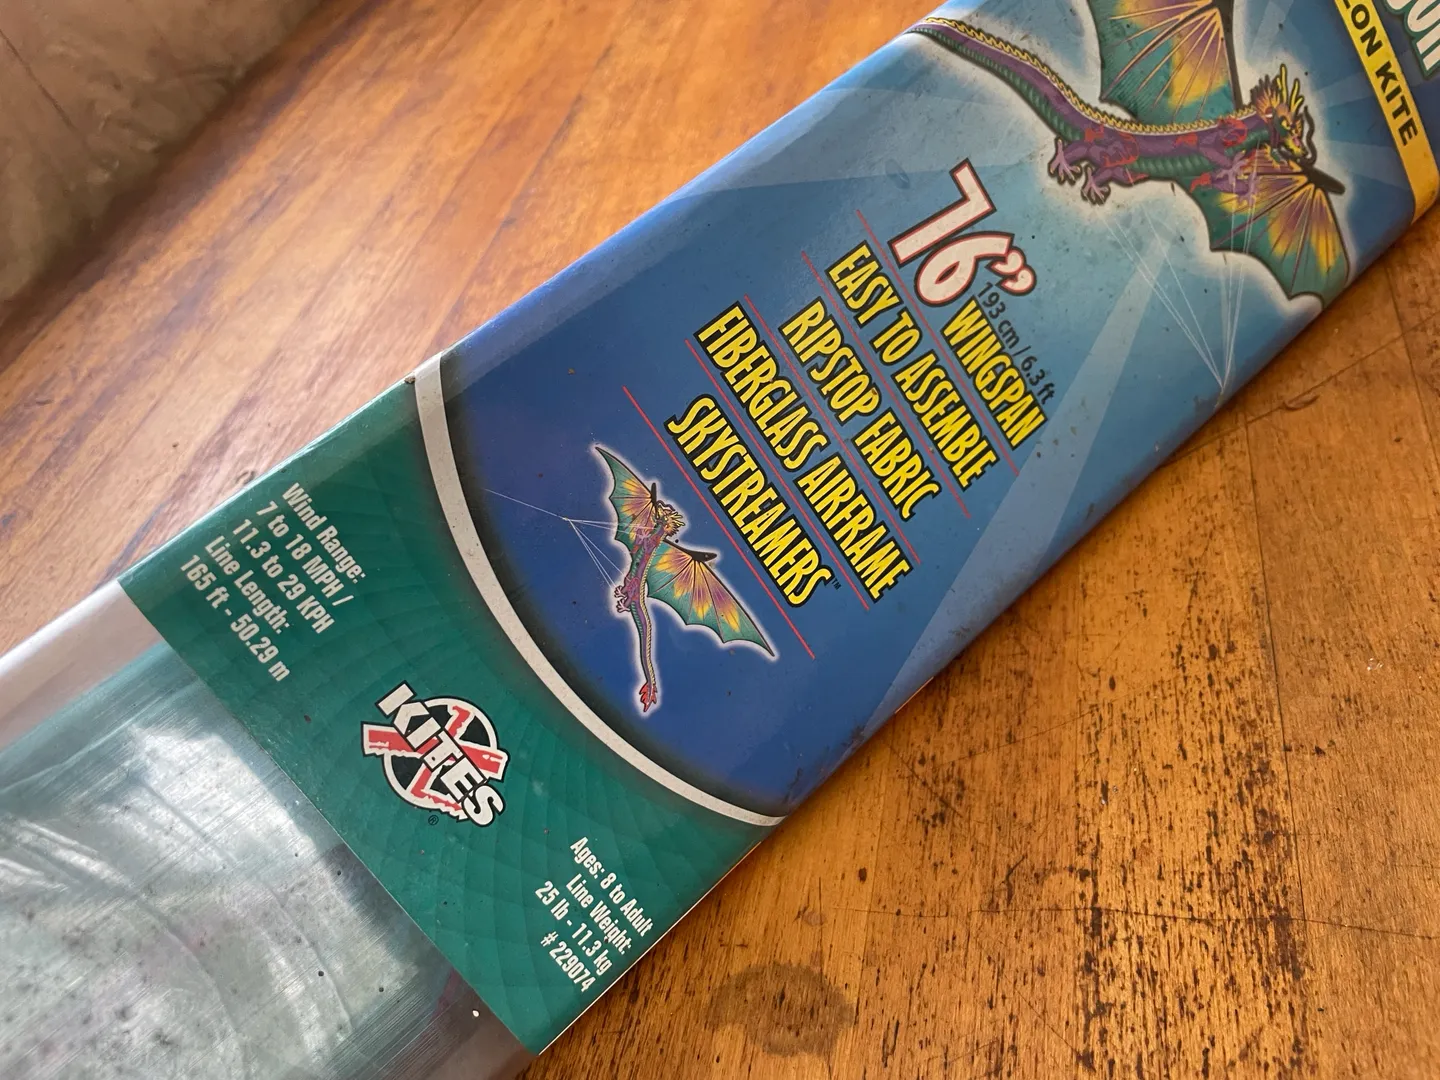 KITE
76"
193 cm / 6.3 ft
WINGSPAN
EASY TO ASSEMBLE
RIPSTOP FABRIC
FIBERGLASS AIRFRAME
SKYSTREAMERS™
Wind Range:
7 to 18 MPH /
11.3 to 29 KPH
Line Length:
165 ft - 50.29 m
X
KITES®
Ages: 8 to Adult
Line Weight:
25 lb - 11.3 kg
# 229074